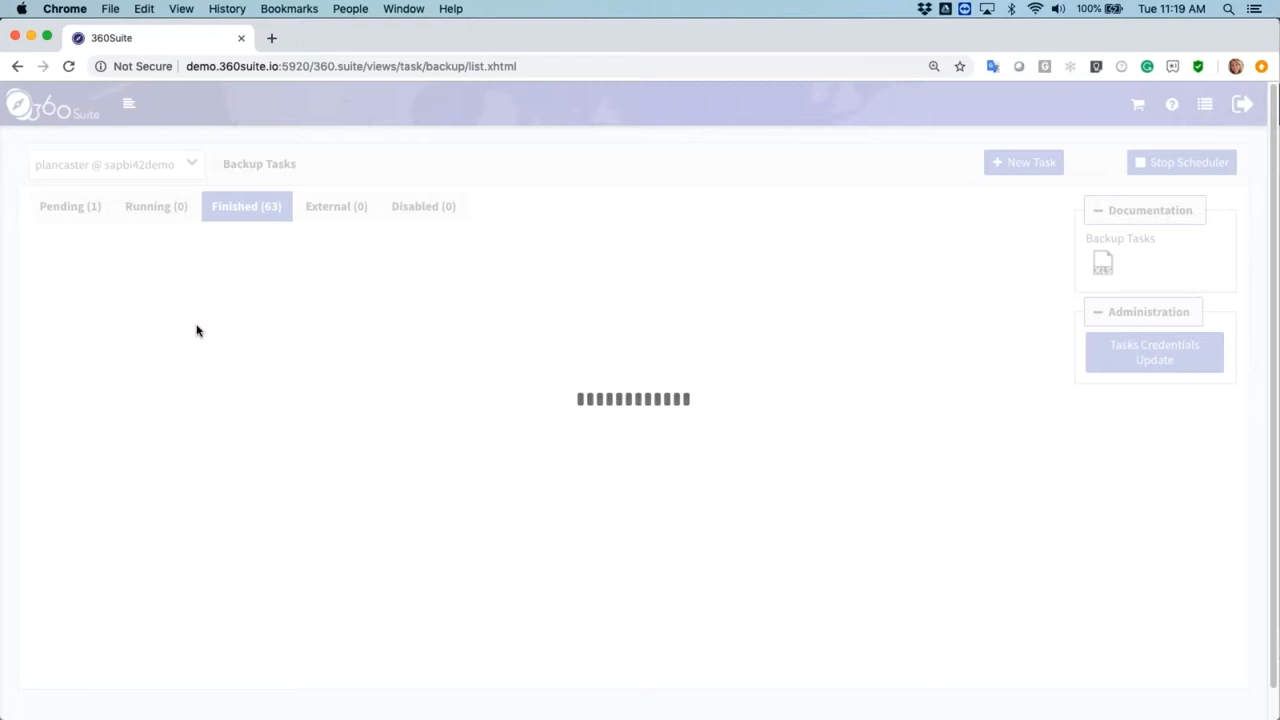 Chrome File Edit View History Bookmarks People Window Help 100% Tue 11:19 AM
360Suite
Not Secure demo.360suite.io:5920/360.suite/views/task/backup/list.xhtml
360Suite
plancaster @ sapbi42demo Backup Tasks New Task Stop Scheduler
Pending (1) Running (0) Finished (63) External (0) Disabled (0)
Documentation
Backup Tasks
XLS
Administration
Tasks Credentials
Update